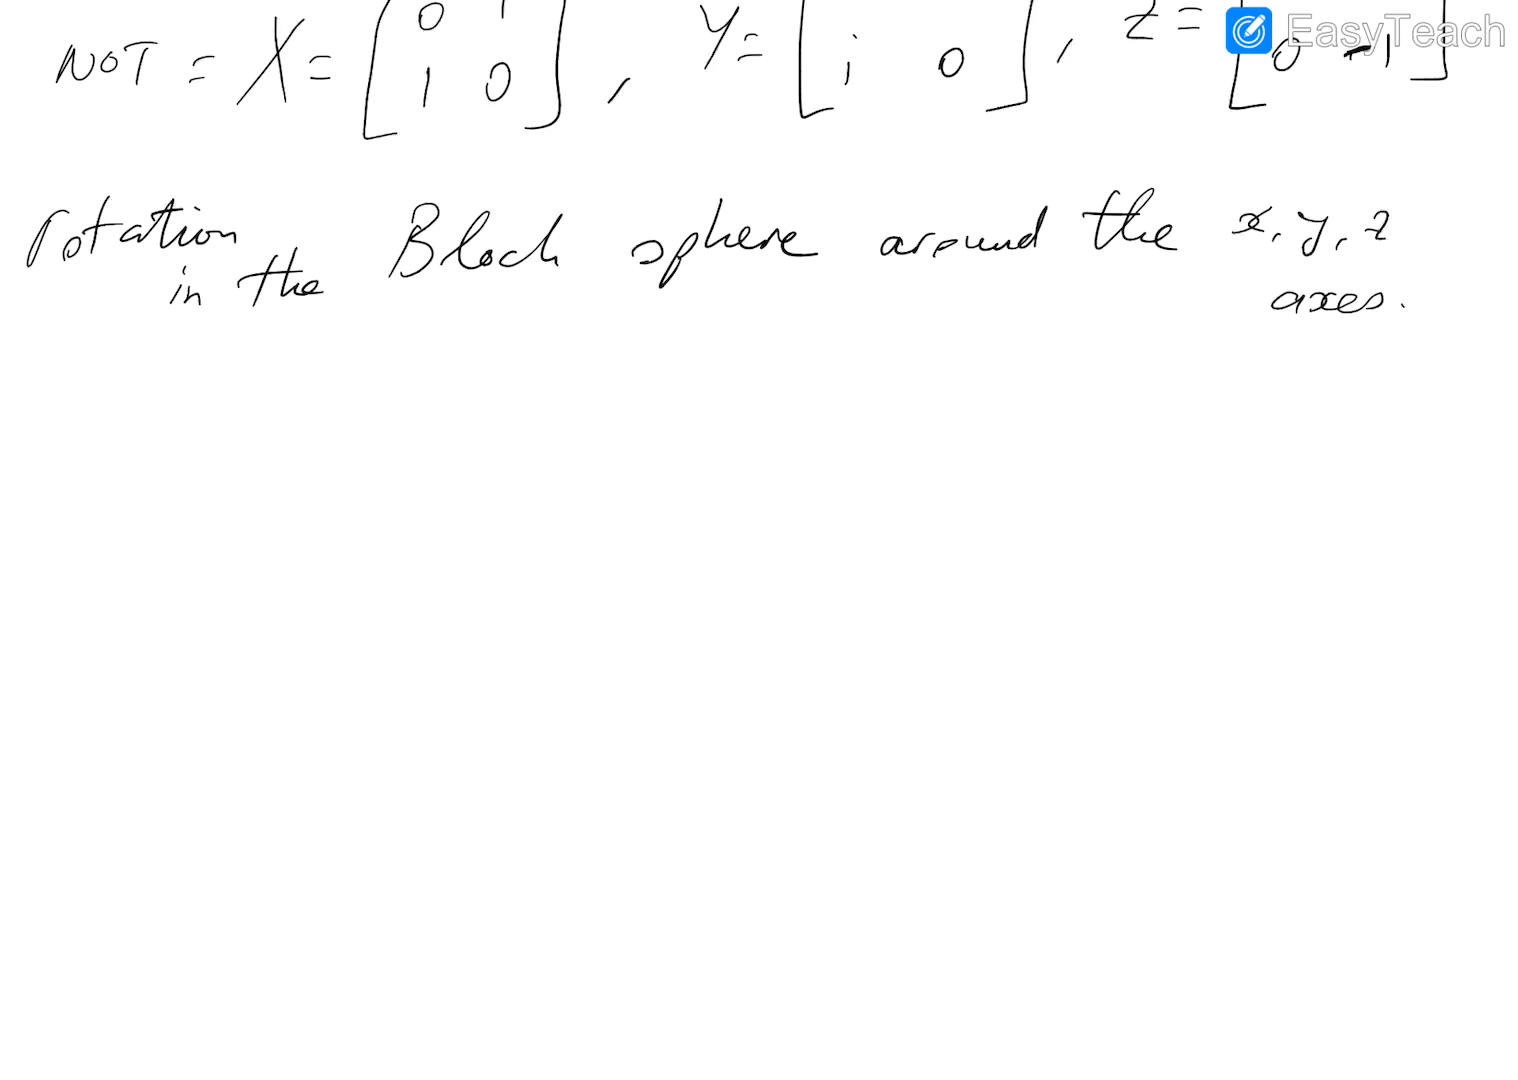 0 1
NOT = X = [1 0], Y = [i 0], Z = [0 -1]
EasyTeach
rotation in the Bloch sphere around the x, y, z
axes.